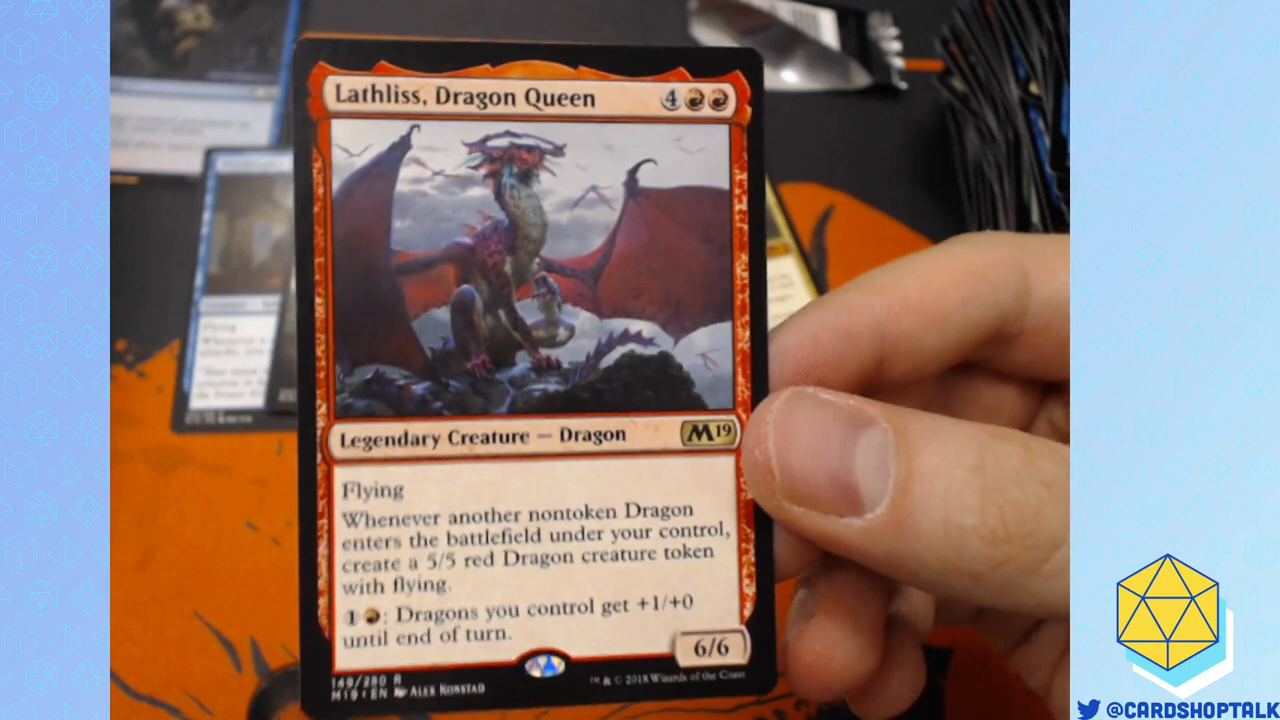 Lathliss, Dragon Queen
4
Legendary Creature — Dragon
M19
Flying
Whenever another nontoken Dragon
enters the battlefield under your control,
create a 5/5 red Dragon creature token
with flying.
1 : Dragons you control get +1/+0
until end of turn.
6/6
149/280 R
M19 • EN Alex Konstad
™ & © 2018 Wizards of the Coast
Flying
@CARDSHOPTALK